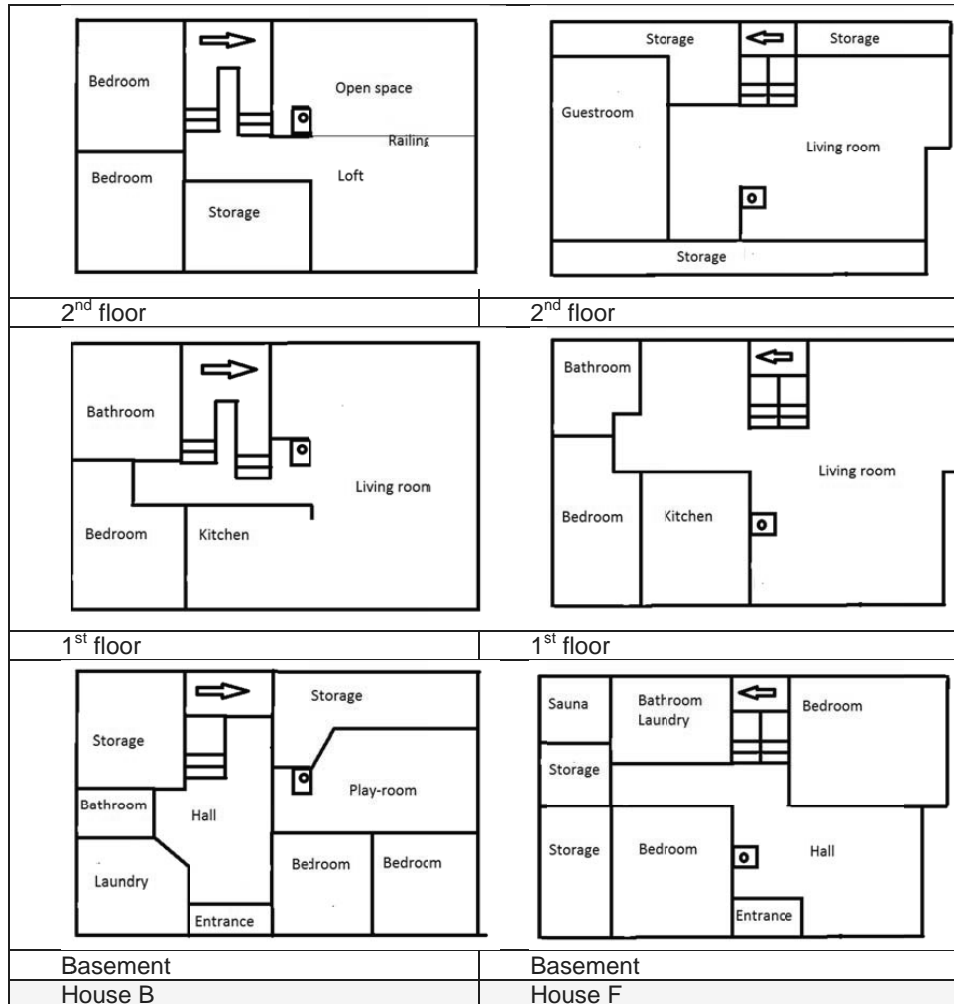 Bedroom
Open space
Railing
Bedroom
Loft
Storage
Storage
Storage
Guestroom
Living room
Storage
2nd floor
2nd floor
Bathroom
Living room
Bedroom
Kitchen
Bathroom
Living room
Bedroom
Kitchen
1st floor
1st floor
Storage
Storage
Bathroom
Hall
Play-room
Laundry
Bedroom
Bedrocm
Entrance
Sauna
Bathroom
Laundry
Bedroom
Storage
Storage
Bedroom
Hall
Entrance
Basement
Basement
House B
House F